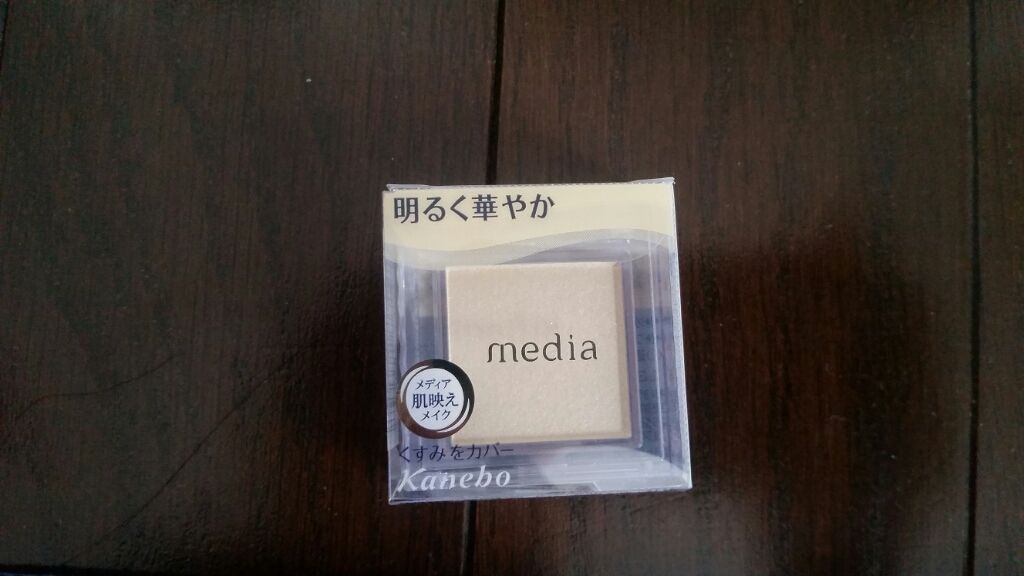 明るく華やか
media
メディア
肌映え
メイク
くすみをカバー
Kanebo